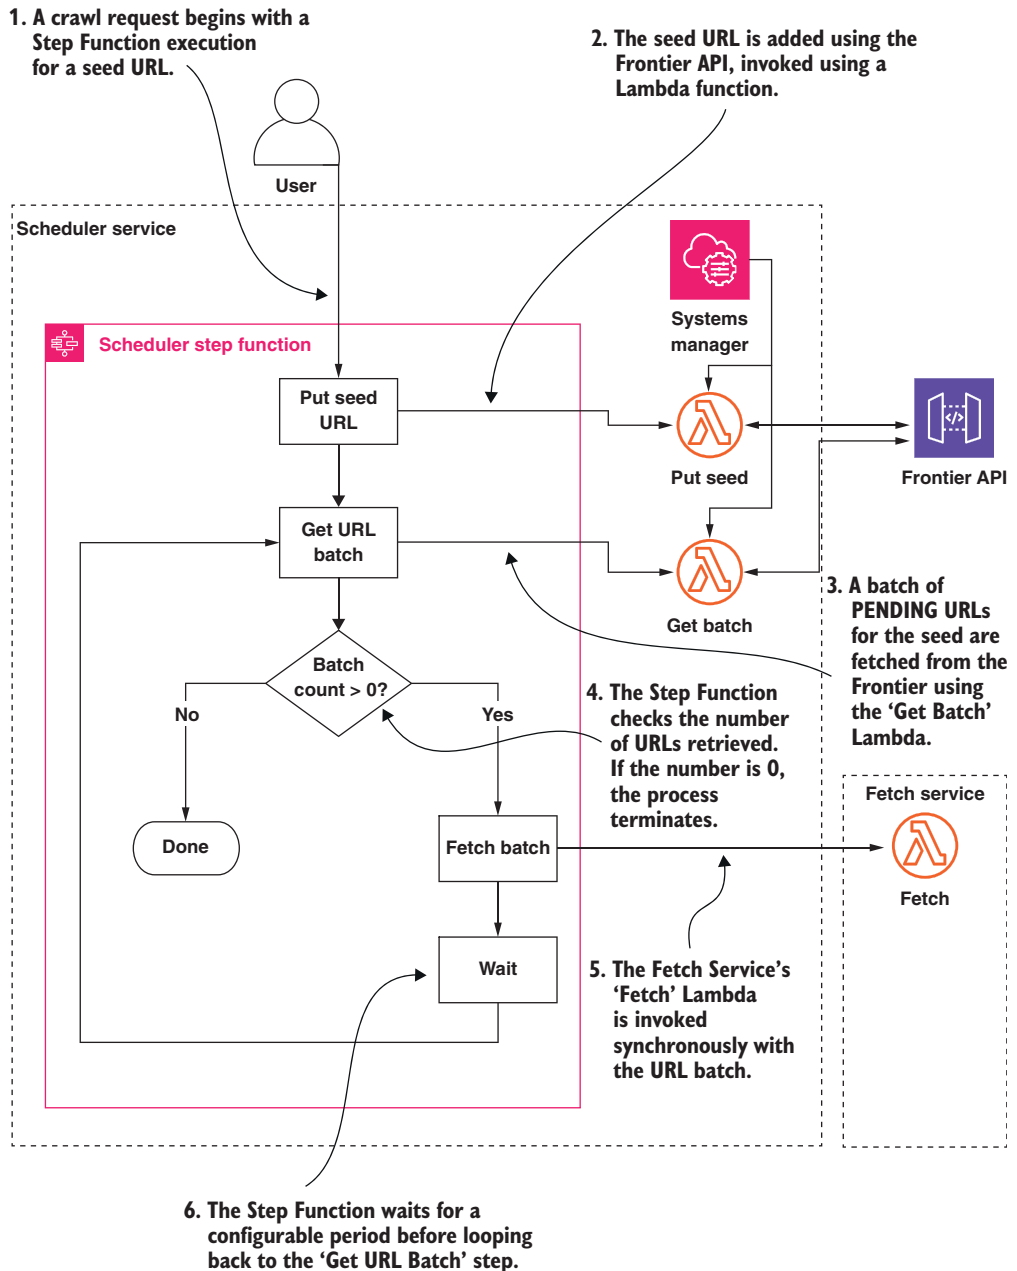 1. A crawl request begins with a
Step Function execution
for a seed URL.
2. The seed URL is added using the
Frontier API, invoked using a
Lambda function.
User
Scheduler service
Systems
manager
Scheduler step function
Put seed
URL
Put seed
Frontier API
Get URL
batch
Get batch
3. A batch of
PENDING URLs
for the seed are
fetched from the
Frontier using
the ‘Get Batch’
Lambda.
Batch
count > 0?
No
Yes
4. The Step Function
checks the number
of URLs retrieved.
If the number is 0,
the process
terminates.
Fetch service
Done
Fetch batch
Fetch
Wait
5. The Fetch Service’s
‘Fetch’ Lambda
is invoked
synchronously with
the URL batch.
6. The Step Function waits for a
configurable period before looping
back to the ‘Get URL Batch’ step.